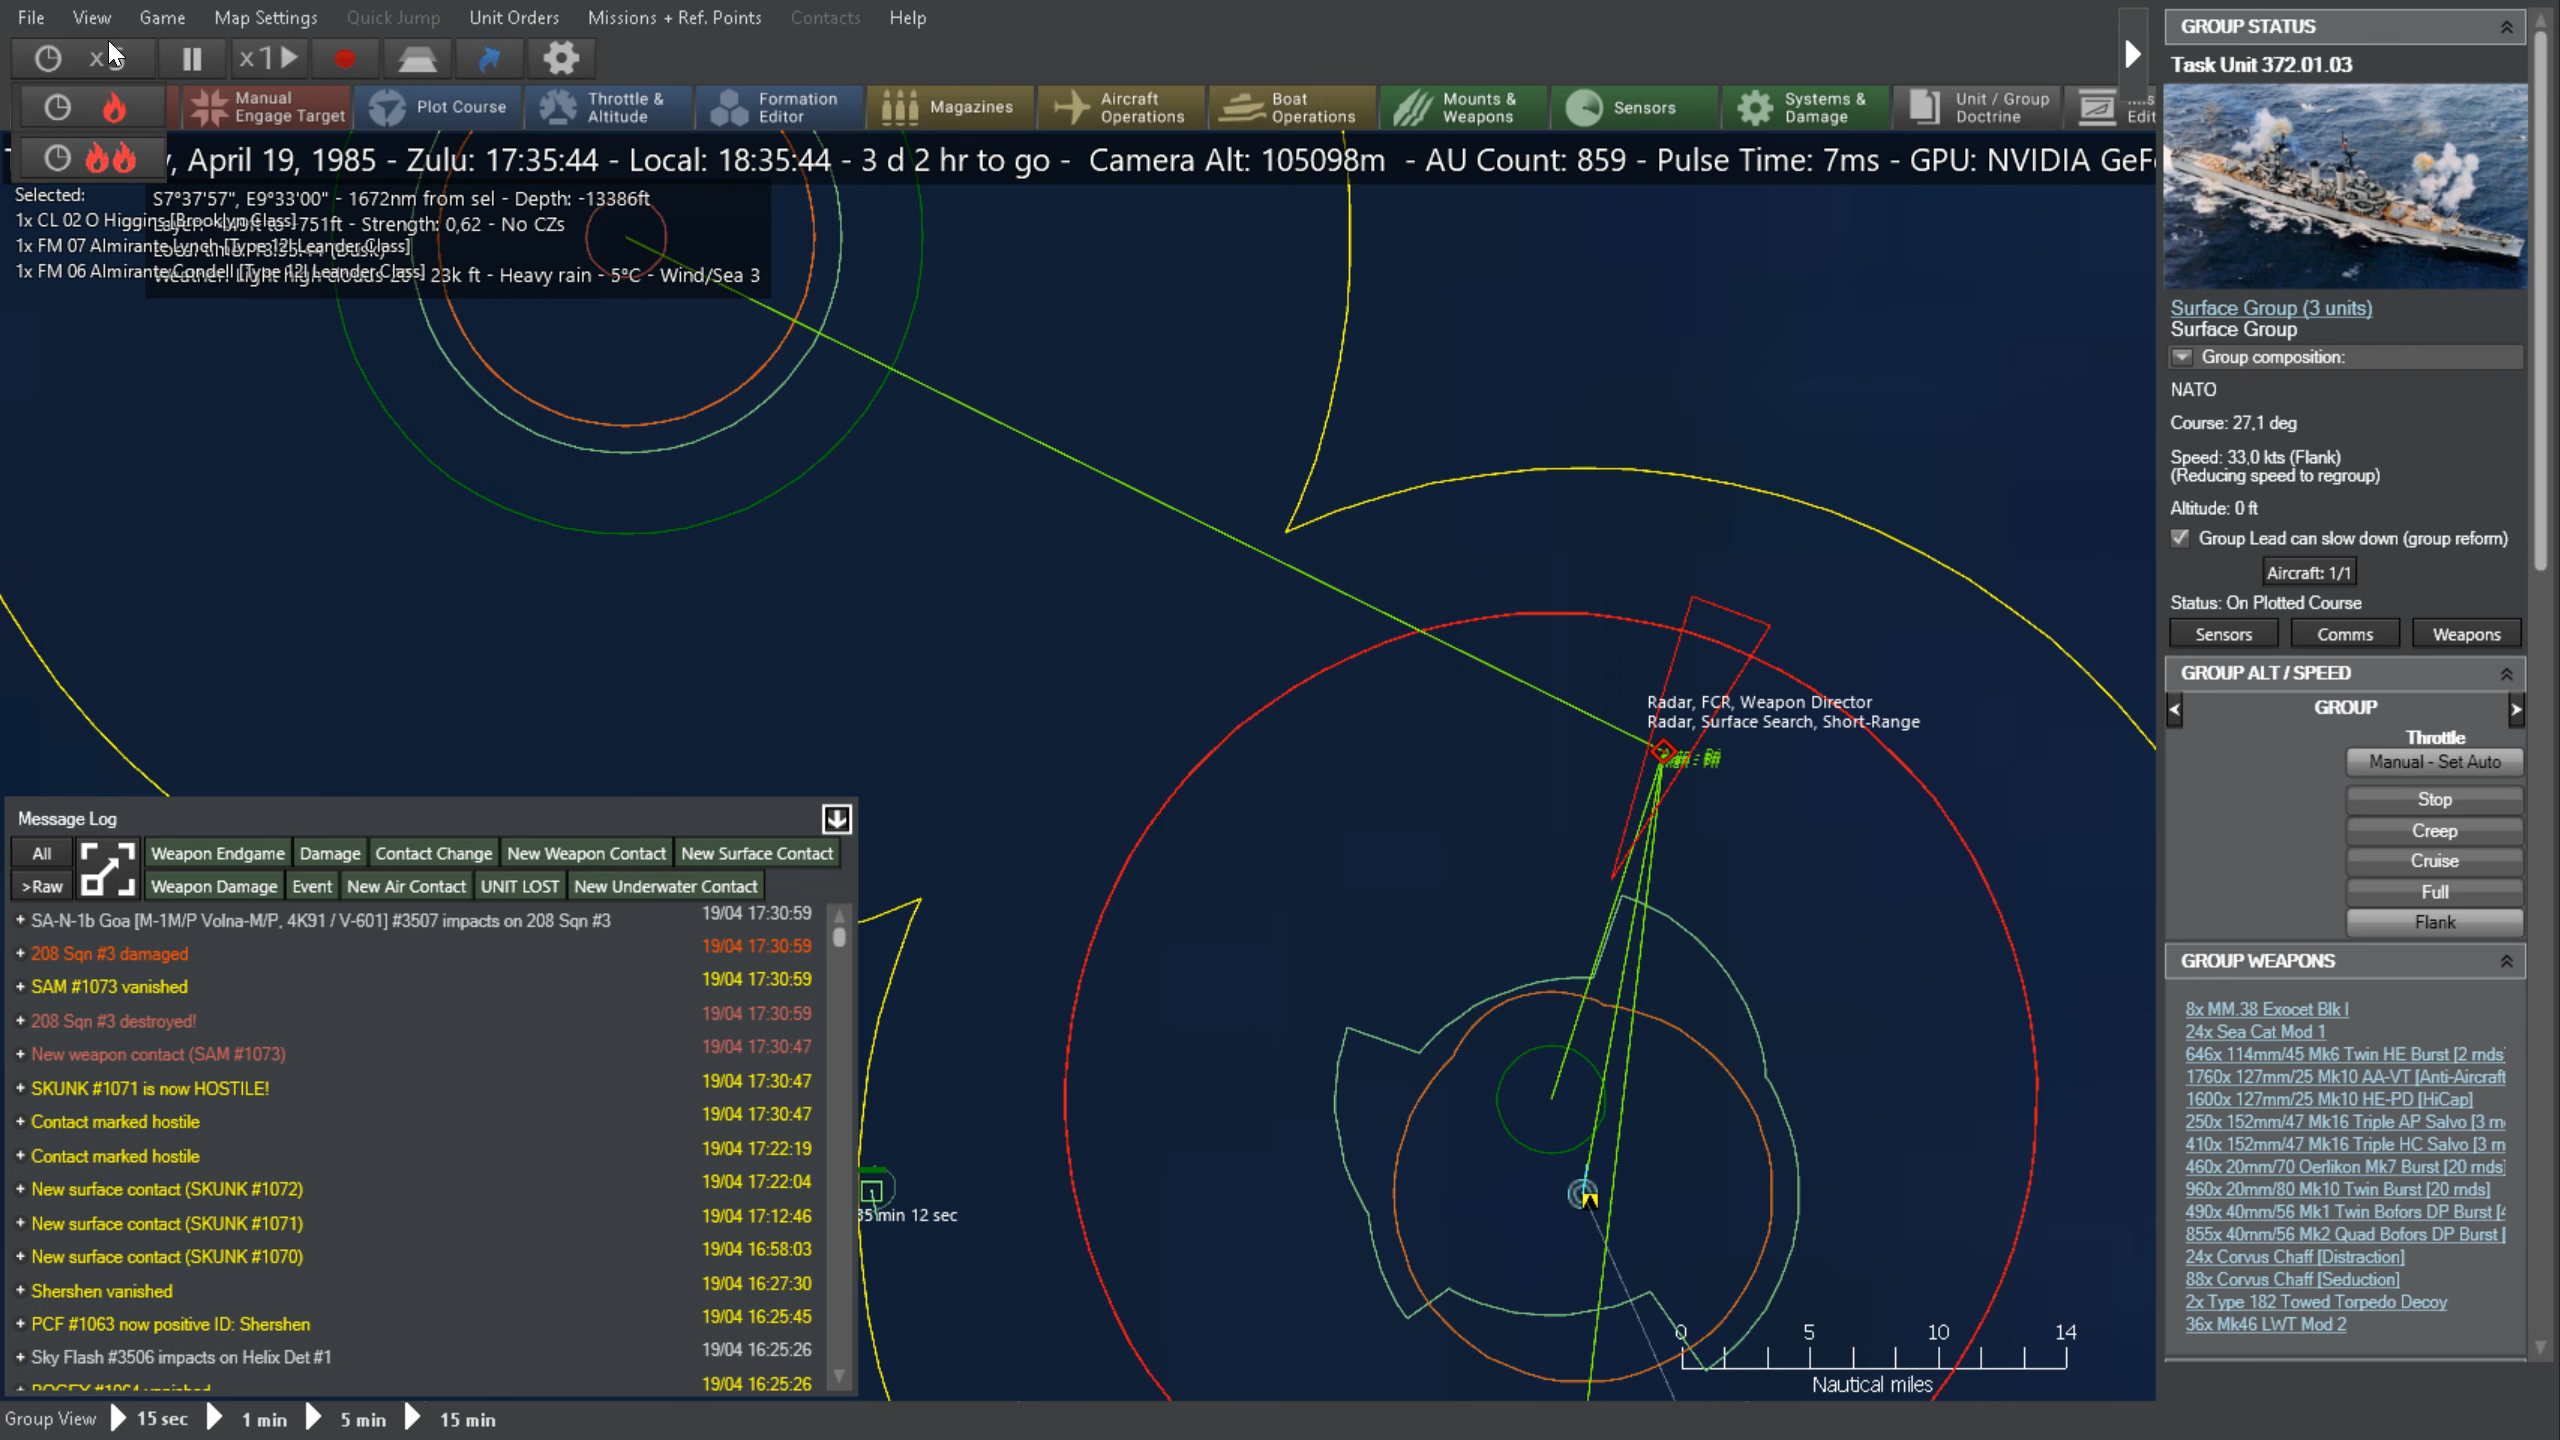 File View Game Map Settings Quick Jump Unit Orders Missions + Ref. Points Contacts Help
x5 x1
Manual Engage Target Plot Course Throttle & Altitude Formation Editor Magazines Aircraft Operations Boat Operations Mounts & Weapons Sensors Systems & Damage Unit / Group Doctrine
, April 19, 1985 - Zulu: 17:35:44 - Local: 18:35:44 - 3 d 2 hr to go - Camera Alt: 105098m - AU Count: 859 - Pulse Time: 7ms - GPU: NVIDIA GeF
Selected:
1x CL 02 O Higgins [Brooklyn Class]
1x FM 07 Almirante Lynch [Type 12I Leander Class]
1x FM 06 Almirante Condell [Type 12I Leander Class]
S7°37'57", E9°33'00" - 1672nm from sel - Depth: -13386ft
-751ft - Strength: 0,62 - No CZs
23k ft - Heavy rain - 5°C - Wind/Sea 3
Radar, FCR, Weapon Director
Radar, Surface Search, Short-Range
Message Log
All Weapon Endgame Damage Contact Change New Weapon Contact New Surface Contact
>Raw Weapon Damage Event New Air Contact UNIT LOST New Underwater Contact
+ SA-N-1b Goa [M-1M/P Volna-M/P, 4K91 / V-601] #3507 impacts on 208 Sqn #3 19/04 17:30:59
+ 208 Sqn #3 damaged 19/04 17:30:59
+ SAM #1073 vanished 19/04 17:30:59
+ 208 Sqn #3 destroyed! 19/04 17:30:59
+ New weapon contact (SAM #1073) 19/04 17:30:47
+ SKUNK #1071 is now HOSTILE! 19/04 17:30:47
+ Contact marked hostile 19/04 17:30:47
+ Contact marked hostile 19/04 17:22:19
+ New surface contact (SKUNK #1072) 19/04 17:22:04
+ New surface contact (SKUNK #1071) 19/04 17:12:46
+ New surface contact (SKUNK #1070) 19/04 16:58:03
+ Shershen vanished 19/04 16:27:30
+ PCF #1063 now positive ID: Shershen 19/04 16:25:45
+ Sky Flash #3506 impacts on Helix Det #1 19/04 16:25:26
+ BOGEY #1064 vanished 19/04 16:25:26
35 min 12 sec
0 5 10 14
Nautical miles
Group View 15 sec 1 min 5 min 15 min
GROUP STATUS
Task Unit 372.01.03
Surface Group (3 units)
Surface Group
Group composition:
NATO
Course: 27,1 deg
Speed: 33,0 kts (Flank)
(Reducing speed to regroup)
Altitude: 0 ft
Group Lead can slow down (group reform)
Aircraft: 1/1
Status: On Plotted Course
Sensors Comms Weapons
GROUP ALT / SPEED
< GROUP >
Throttle
Manual - Set Auto
Stop
Creep
Cruise
Full
Flank
GROUP WEAPONS
8x MM.38 Exocet Blk I
24x Sea Cat Mod 1
646x 114mm/45 Mk6 Twin HE Burst [2 rnds
1760x 127mm/25 Mk10 AA-VT [Anti-Aircraft
1600x 127mm/25 Mk10 HE-PD [HiCap]
250x 152mm/47 Mk16 Triple AP Salvo [3 rn
410x 152mm/47 Mk16 Triple HC Salvo [3 rn
460x 20mm/70 Oerlikon Mk7 Burst [20 rnds]
960x 20mm/80 Mk10 Twin Burst [20 rnds]
490x 40mm/56 Mk1 Twin Bofors DP Burst [4
855x 40mm/56 Mk2 Quad Bofors DP Burst [
24x Corvus Chaff [Distraction]
88x Corvus Chaff [Seduction]
2x Type 182 Towed Torpedo Decoy
36x Mk46 LWT Mod 2